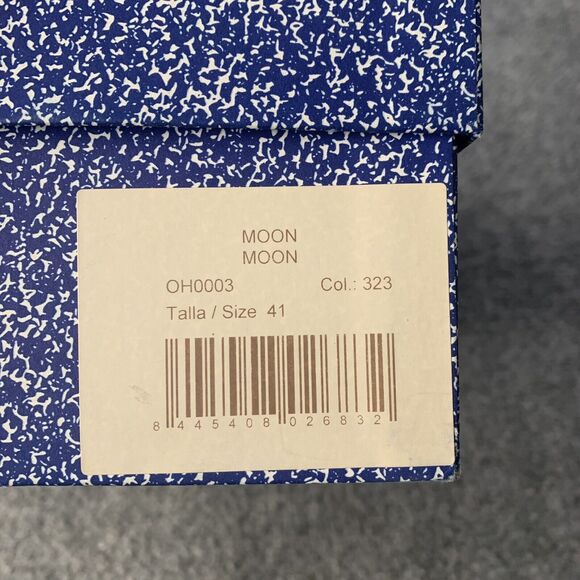 MOON
MOON
OH0003 Col.: 323
Talla / Size 41
8 445408 026832